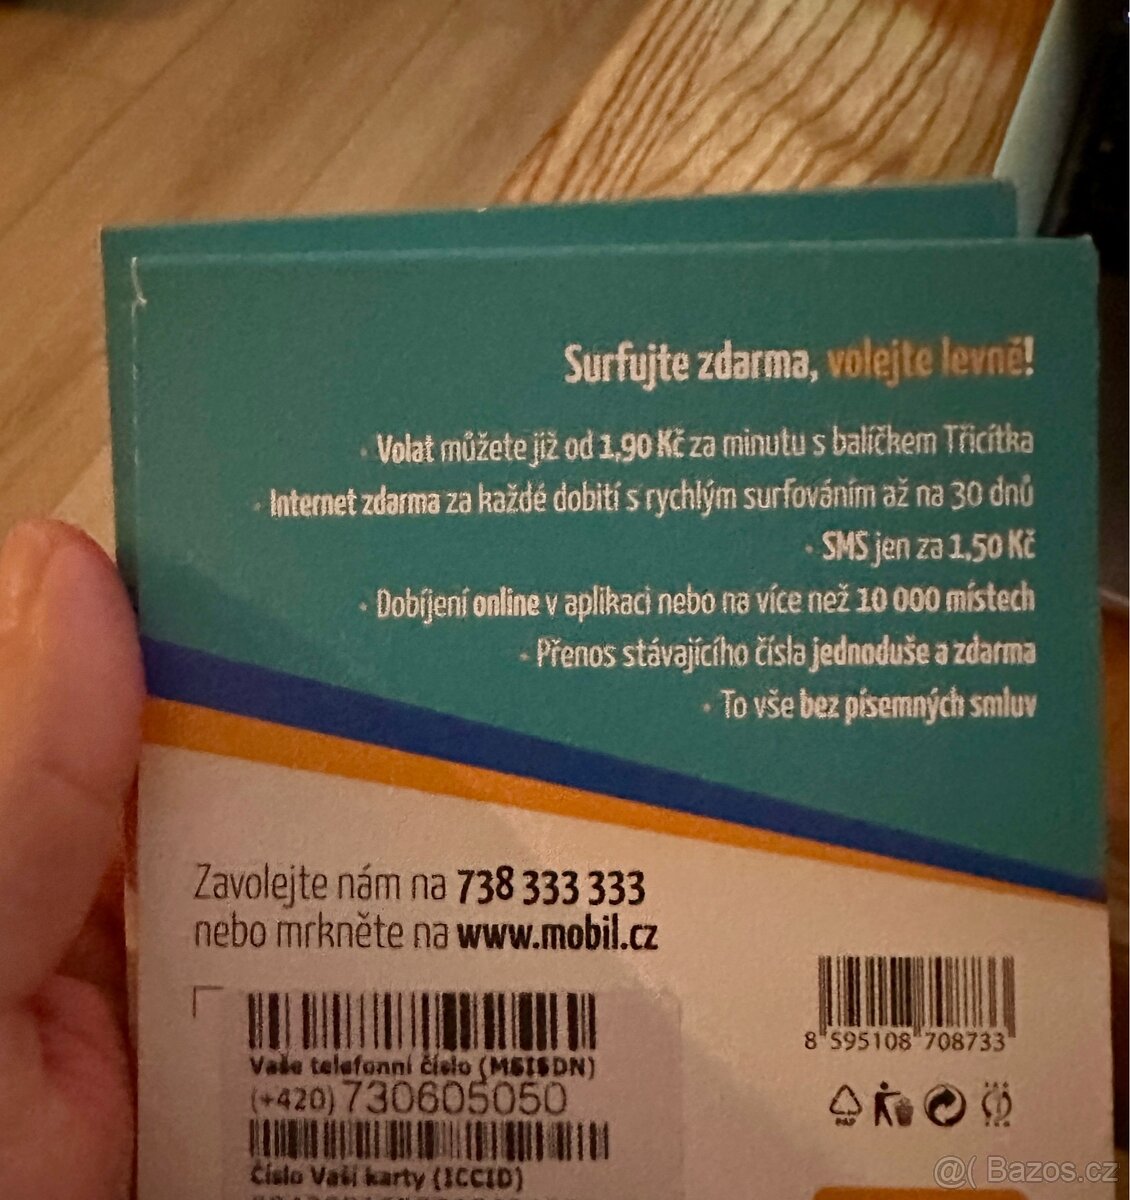 Surfujte zdarma, volejte levně!
· Volat můžete již od 1,90 Kč za minutu s balíčkem Třicítka
· Internet zdarma za každé dobití s rychlým surfováním až na 30 dnů
· SMS jen za 1,50 Kč
· Dobíjení online v aplikaci nebo na více než 10 000 místech
· Přenos stávajícího čísla jednoduše a zdarma
· To vše bez písemných smluv
Zavolejte nám na 738 333 333
nebo mrkněte na www.mobil.cz
8 595108 708733
Vaše telefonní číslo (MSISDN)
(+420) 730605050
PAP
Číslo Vaší karty (ICCID)
@( Bazos.cz